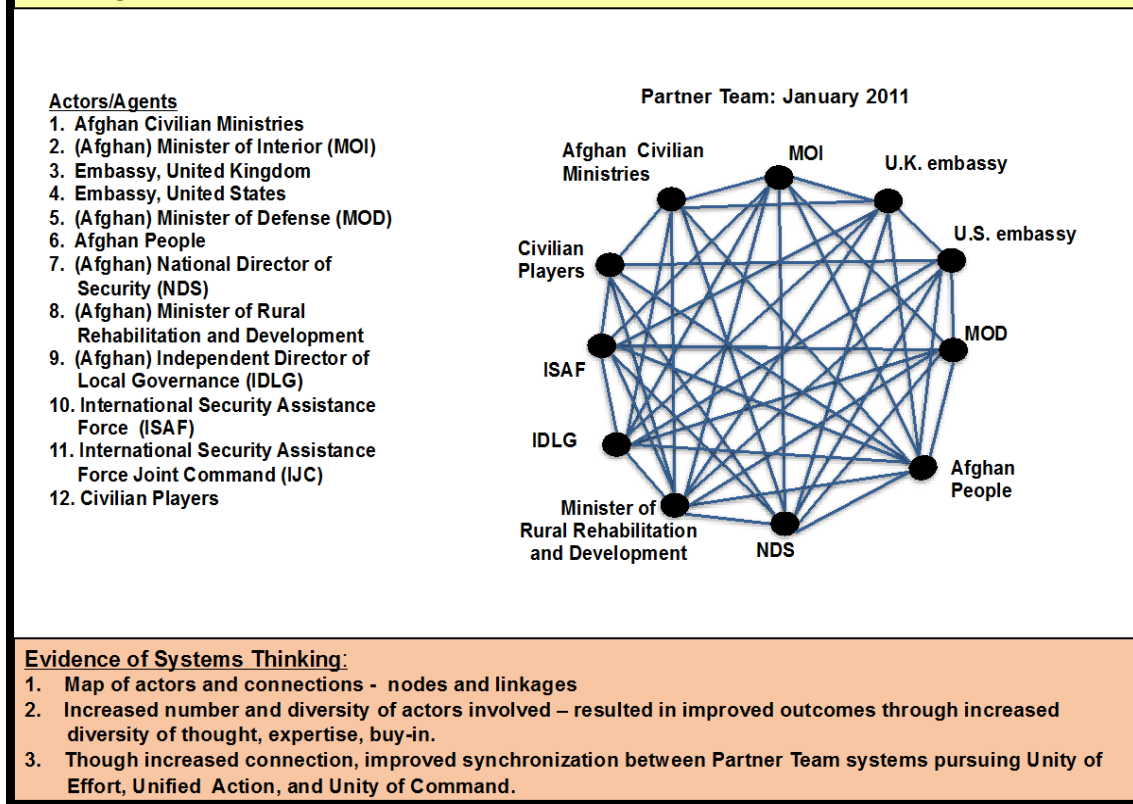 Actors/Agents
1. Afghan Civilian Ministries
2. (Afghan) Minister of Interior (MOI)
3. Embassy, United Kingdom
4. Embassy, United States
5. (Afghan) Minister of Defense (MOD)
6. Afghan People
7. (Afghan) National Director of
Security (NDS)
8. (Afghan) Minister of Rural
Rehabilitation and Development
9. (Afghan) Independent Director of
Local Governance (IDLG)
10. International Security Assistance
Force (ISAF)
11. International Security Assistance
Force Joint Command (IJC)
12. Civilian Players
Partner Team: January 2011
Afghan Civilian
Ministries
MOI
U.K. embassy
U.S. embassy
Civilian
Players
MOD
ISAF
IDLG
Afghan
People
Minister of
Rural Rehabilitation
and Development
NDS
Evidence of Systems Thinking:
1. Map of actors and connections - nodes and linkages
2. Increased number and diversity of actors involved – resulted in improved outcomes through increased
diversity of thought, expertise, buy-in.
3. Though increased connection, improved synchronization between Partner Team systems pursuing Unity of
Effort, Unified Action, and Unity of Command.